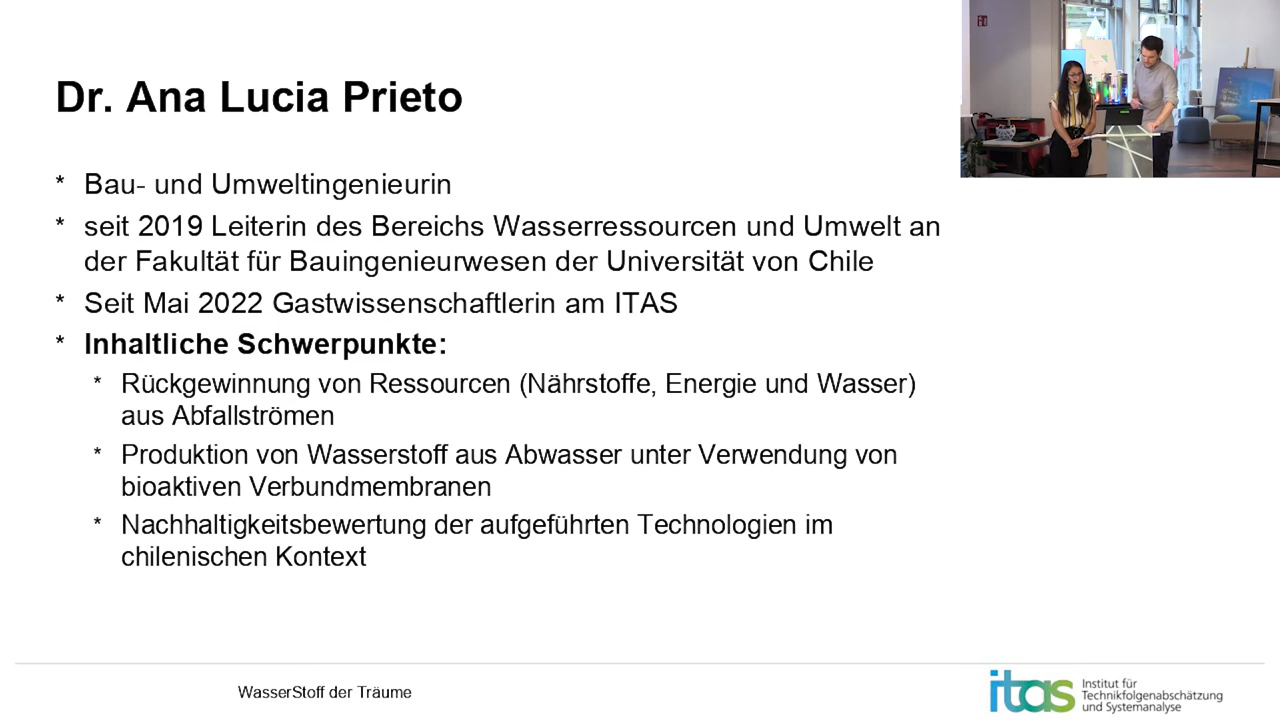 Dr. Ana Lucia Prieto
* Bau- und Umweltingenieurin
* seit 2019 Leiterin des Bereichs Wasserressourcen und Umwelt an
der Fakultät für Bauingenieurwesen der Universität von Chile
* Seit Mai 2022 Gastwissenschaftlerin am ITAS
* Inhaltliche Schwerpunkte:
* Rückgewinnung von Ressourcen (Nährstoffe, Energie und Wasser)
aus Abfallströmen
* Produktion von Wasserstoff aus Abwasser unter Verwendung von
bioaktiven Verbundmembranen
* Nachhaltigkeitsbewertung der aufgeführten Technologien im
chilenischen Kontext
WasserStoff der Träume
itas
Institut für
Technikfolgenabschätzung
und Systemanalyse